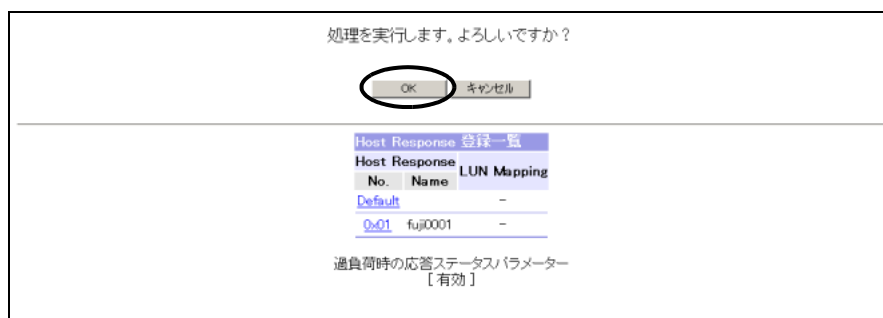 処理を実行します。よろしいですか？
OK キャンセル
Host Response 登録一覧
Host Response LUN Mapping
No. Name
Default －
0x01 fuji0001 －
過負荷時の応答ステータスパラメーター
[ 有効 ]